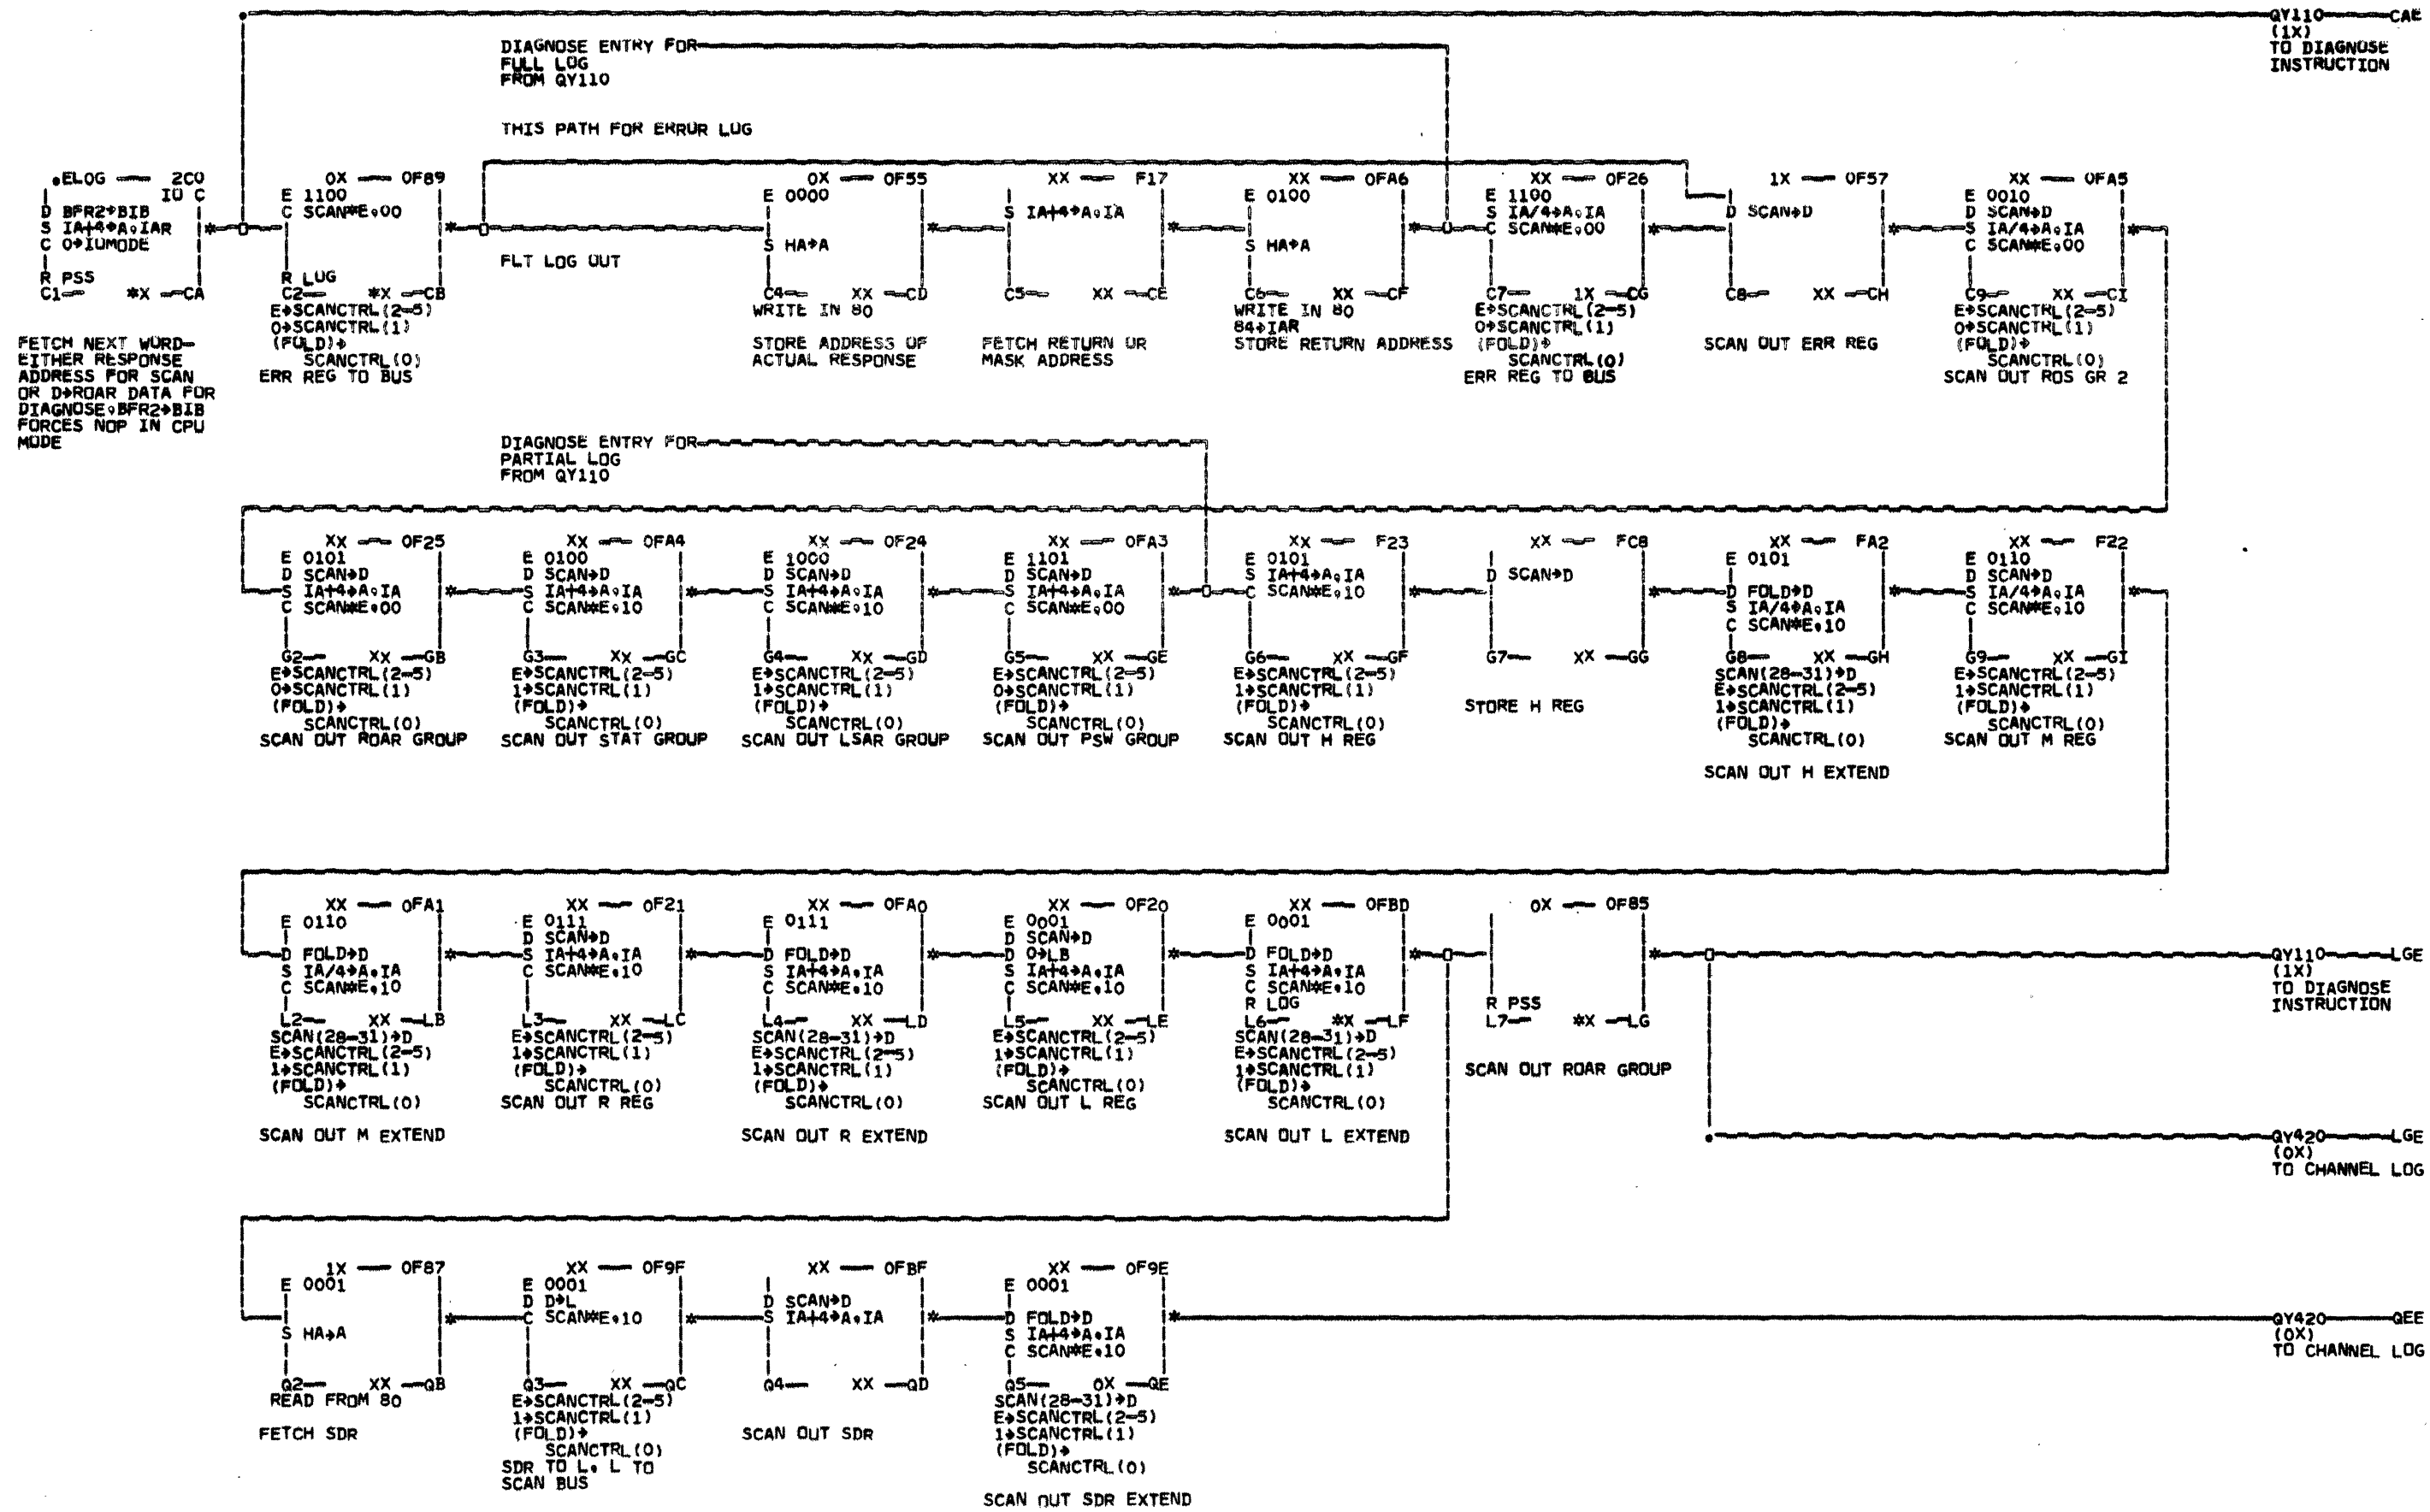 QY110 CAE
(1X)
TO DIAGNOSE
INSTRUCTION
DIAGNOSE ENTRY FOR
FULL LOG
FROM QY110
THIS PATH FOR ERRUR LUG
.ELOG — 2C0
IU C
D BFR2→BIB
S IA+4→A,IAR
C 0→IUMODE
R PSS
C1— *X —CA
FETCH NEXT WURD—
EITHER RESPONSE
ADDRESS FOR SCAN
OR D→ROAR DATA FOR
DIAGNOSE,BFR2→BIB
FORCES NOP IN CPU
MODE
0X — 0F89
E 1100
C SCAN*E,00
R LUG
C2— *X —CB
E→SCANCTRL(2-5)
0→SCANCTRL(1)
(FOLD)→
SCANCTRL(0)
ERR REG TO BUS
FLT LOG OUT
0X — 0F55
E 0000
S HA→A
C4— XX —CD
WRITE IN 80
STORE ADDRESS OF
ACTUAL RESPONSE
XX — F17
S IA+4→A,IA
C5— XX —CE
FETCH RETURN UR
MASK ADDRESS
XX — 0FA6
E 0100
S HA→A
C6— XX —CF
WRITE IN 80
84→IAR
STORE RETURN ADDRESS
XX — 0F26
E 1100
S IA/4→A,IA
C SCAN*E,00
C7— 1X —CG
E→SCANCTRL(2-5)
0→SCANCTRL(1)
(FOLD)→
SCANCTRL(0)
ERR REG TO BUS
1X — 0F57
D SCAN→D
C8— XX —CH
SCAN OUT ERR REG
XX — 0FA5
E 0010
D SCAN→D
S IA/4→A,IA
C SCAN*E,00
C9— XX —CI
E→SCANCTRL(2-5)
0→SCANCTRL(1)
(FOLD)→
SCANCTRL(0)
SCAN OUT ROS GR 2
DIAGNOSE ENTRY FOR
PARTIAL LOG
FROM QY110
XX — 0F25
E 0101
D SCAN→D
S IA+4→A,IA
C SCAN*E,00
G2— XX —GB
E→SCANCTRL(2-5)
0→SCANCTRL(1)
(FOLD)→
SCANCTRL(0)
SCAN OUT ROAR GROUP
XX — 0FA4
E 0100
D SCAN→D
S IA+4→A,IA
C SCAN*E,10
G3— XX —GC
E→SCANCTRL(2-5)
1→SCANCTRL(1)
(FOLD)→
SCANCTRL(0)
SCAN OUT STAT GROUP
XX — 0F24
E 1000
D SCAN→D
S IA+4→A,IA
C SCAN*E,10
G4— XX —GD
E→SCANCTRL(2-5)
1→SCANCTRL(1)
(FOLD)→
SCANCTRL(0)
SCAN OUT LSAR GROUP
XX — 0FA3
E 1101
D SCAN→D
S IA+4→A,IA
C SCAN*E,00
G5— XX —GE
E→SCANCTRL(2-5)
0→SCANCTRL(1)
(FOLD)→
SCANCTRL(0)
SCAN OUT PSW GROUP
XX — F23
E 0101
S IA+4→A,IA
C SCAN*E,10
G6— XX —GF
E→SCANCTRL(2-5)
1→SCANCTRL(1)
(FOLD)→
SCANCTRL(0)
SCAN OUT H REG
XX — FC8
D SCAN→D
G7— XX —GG
STORE H REG
XX — FA2
E 0101
D FOLD→D
S IA/4→A,IA
C SCAN*E,10
G8— XX —GH
SCAN(28-31)→D
E→SCANCTRL(2-5)
1→SCANCTRL(1)
(FOLD)→
SCANCTRL(0)
SCAN OUT H EXTEND
XX — F22
E 0110
D SCAN→D
S IA/4→A,IA
C SCAN*E,10
G9— XX —GI
E→SCANCTRL(2-5)
1→SCANCTRL(1)
(FOLD)→
SCANCTRL(0)
SCAN OUT M REG
XX — 0FA1
E 0110
D FOLD→D
S IA/4→A,IA
C SCAN*E,10
L2— XX —LB
SCAN(28-31)→D
E→SCANCTRL(2-5)
1→SCANCTRL(1)
(FOLD)→
SCANCTRL(0)
SCAN OUT M EXTEND
XX — 0F21
E 0111
D SCAN→D
S IA+4→A,IA
C SCAN*E,10
L3— XX —LC
E→SCANCTRL(2-5)
1→SCANCTRL(1)
(FOLD)→
SCANCTRL(0)
SCAN OUT R REG
XX — 0FA0
E 0111
D FOLD→D
S IA+4→A,IA
C SCAN*E,10
L4— XX —LD
SCAN(28-31)→D
E→SCANCTRL(2-5)
1→SCANCTRL(1)
(FOLD)→
SCANCTRL(0)
SCAN OUT R EXTEND
XX — 0F20
E 0001
D SCAN→D
D 0→LB
S IA+4→A,IA
C SCAN*E,10
L5— XX —LE
E→SCANCTRL(2-5)
1→SCANCTRL(1)
(FOLD)→
SCANCTRL(0)
SCAN OUT L REG
XX — 0FBD
E 0001
D FOLD→D
S IA+4→A,IA
C SCAN*E,10
R LOG
L6— *X —LF
SCAN(28-31)→D
E→SCANCTRL(2-5)
1→SCANCTRL(1)
(FOLD)→
SCANCTRL(0)
SCAN OUT L EXTEND
0X — 0F85
R PSS
L7— *X —LG
SCAN OUT ROAR GROUP
QY110 LGE
(1X)
TO DIAGNOSE
INSTRUCTION
QY420 LGE
(0X)
TO CHANNEL LOG
1X — 0F87
E 0001
S HA→A
Q2— XX —QB
READ FROM 80
FETCH SDR
XX — 0F9F
E 0001
D D→L
C SCAN*E,10
Q3— XX —QC
E→SCANCTRL(2-5)
1→SCANCTRL(1)
(FOLD)→
SCANCTRL(0)
SDR TO L, L TO
SCAN BUS
XX — 0FBF
D SCAN→D
S IA+4→A,IA
Q4— XX —QD
SCAN OUT SDR
XX — 0F9E
E 0001
D FOLD→D
S IA+4→A,IA
C SCAN*E,10
Q5— 0X —QE
SCAN(28-31)→D
E→SCANCTRL(2-5)
1→SCANCTRL(1)
(FOLD)→
SCANCTRL(0)
SCAN OUT SDR EXTEND
QY420 QEE
(0X)
TO CHANNEL LOG